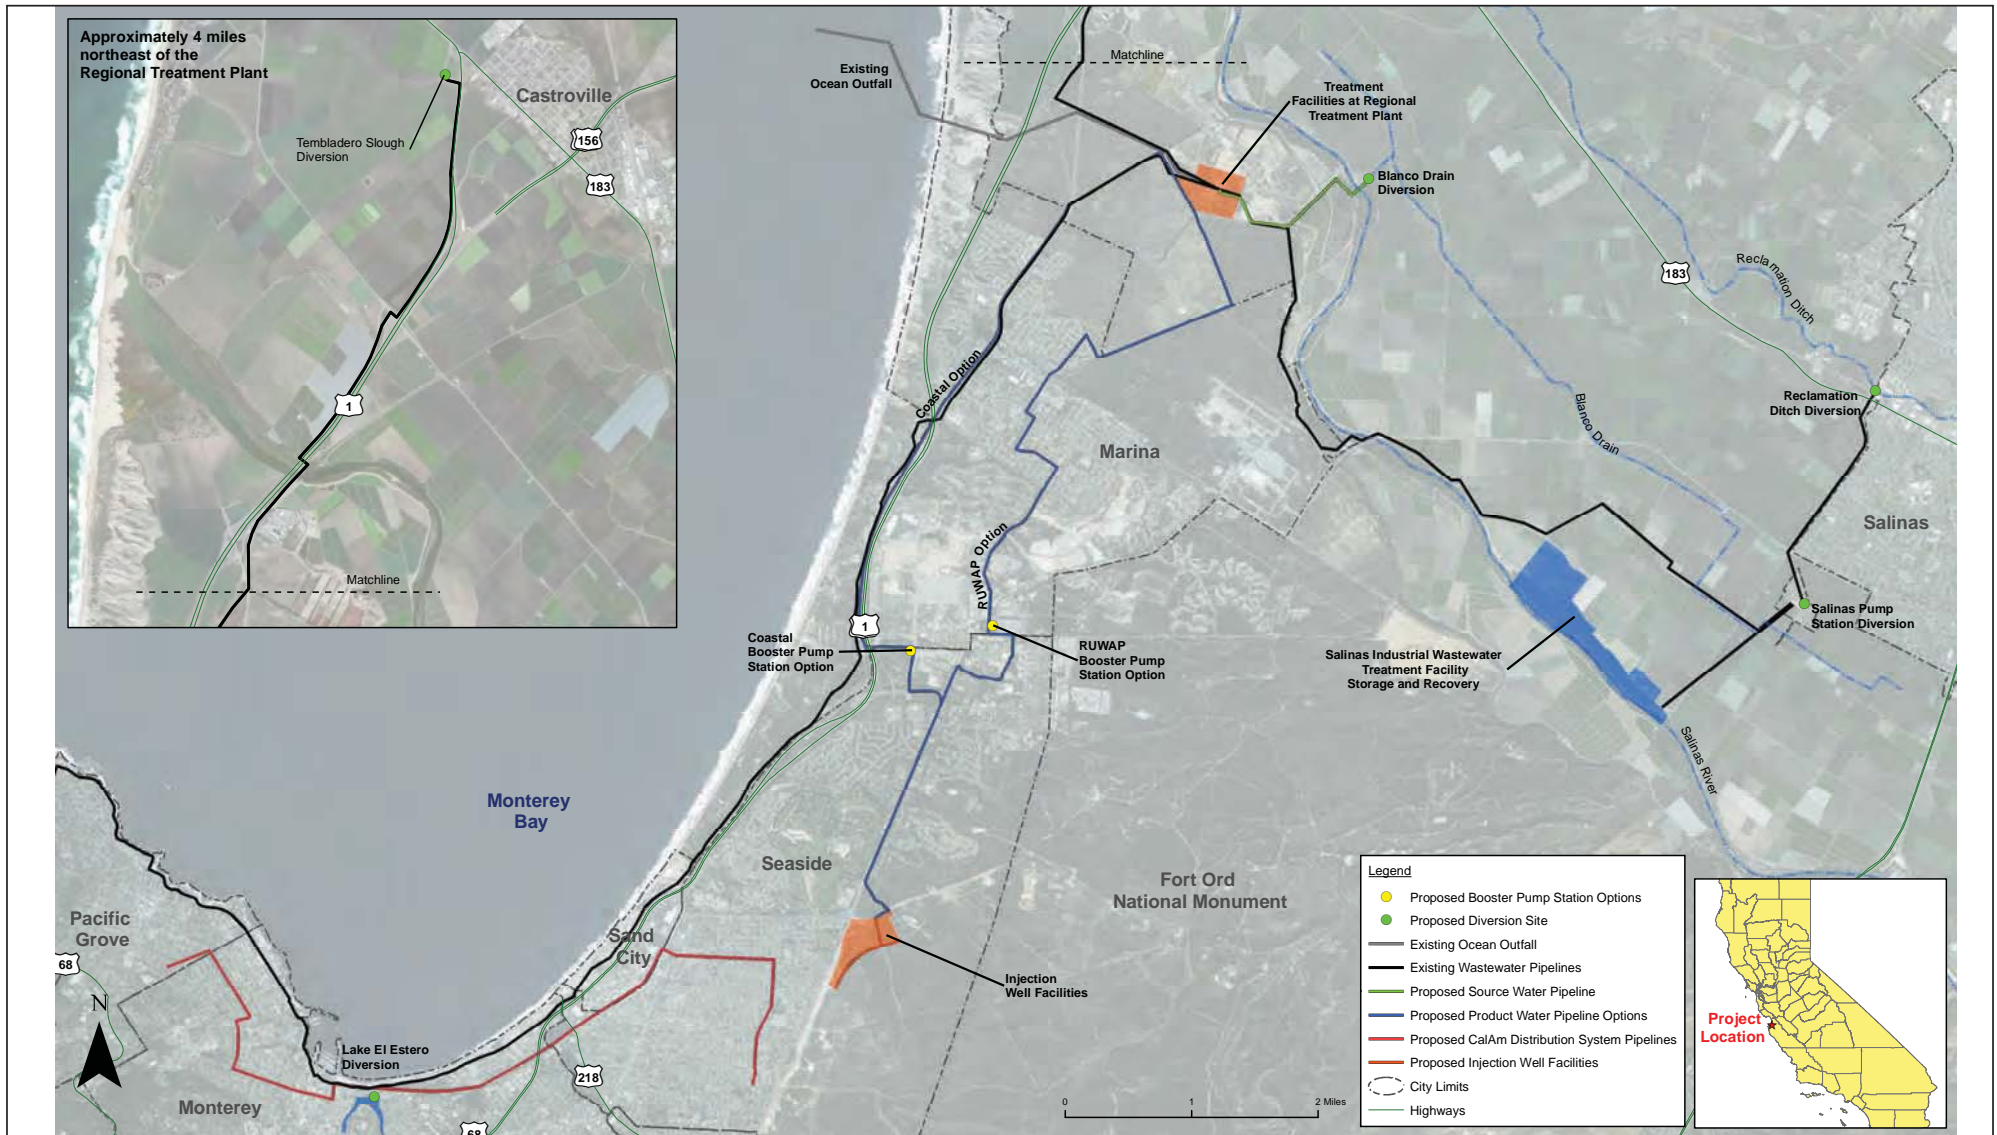 Approximately 4 miles
northeast of the
Regional Treatment Plant
Castroville
156
183
Tembladero Slough
Diversion
1
Matchline
Existing
Ocean Outfall
Matchline
Treatment
Facilities at Regional
Treatment Plant
Blanco Drain
Diversion
183
Reclamation Ditch
Reclamation
Ditch Diversion
Coastal Option
Marina
Blanco Drain
Salinas
RUWAP Option
1
Coastal
Booster Pump
Station Option
RUWAP
Booster Pump
Station Option
Salinas Pump
Station Diversion
Salinas Industrial Wastewater
Treatment Facility
Storage and Recovery
Salinas River
Monterey
Bay
Seaside
Fort Ord
National Monument
Pacific
Grove
68
Sand
City
Injection
Well Facilities
N
Lake El Estero
Diversion
218
Monterey
68
0
1
2 Miles
Legend
Proposed Booster Pump Station Options
Proposed Diversion Site
Existing Ocean Outfall
Existing Wastewater Pipelines
Proposed Source Water Pipeline
Proposed Product Water Pipeline Options
Proposed CalAm Distribution System Pipelines
Proposed Injection Well Facilities
City Limits
Highways
Project
Location